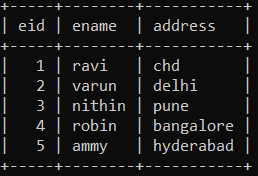 +-----+--------+-----------+
| eid | ename  | address   |
+-----+--------+-----------+
|   1 | ravi   | chd       |
|   2 | varun  | delhi     |
|   3 | nithin | pune      |
|   4 | robin  | bangalore |
|   5 | ammy   | hyderabad |
+-----+--------+-----------+